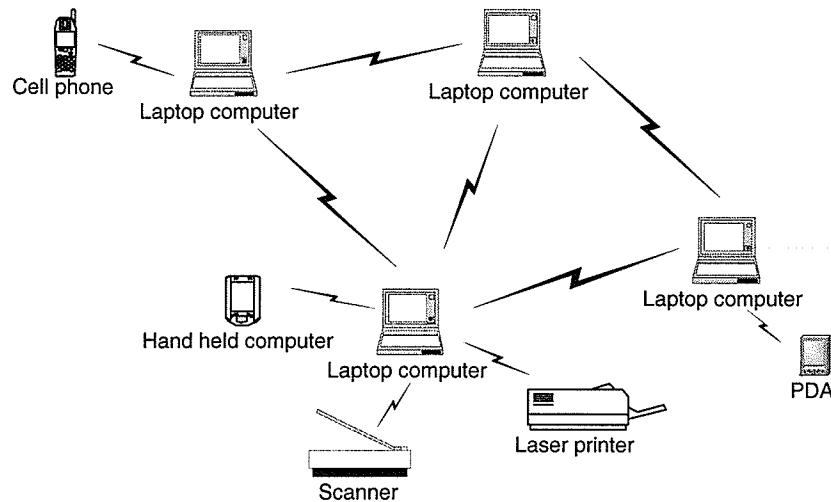 Cell phone
Laptop computer
Laptop computer
Laptop computer
Hand held computer
Laptop computer
PDA
Laser printer
Scanner